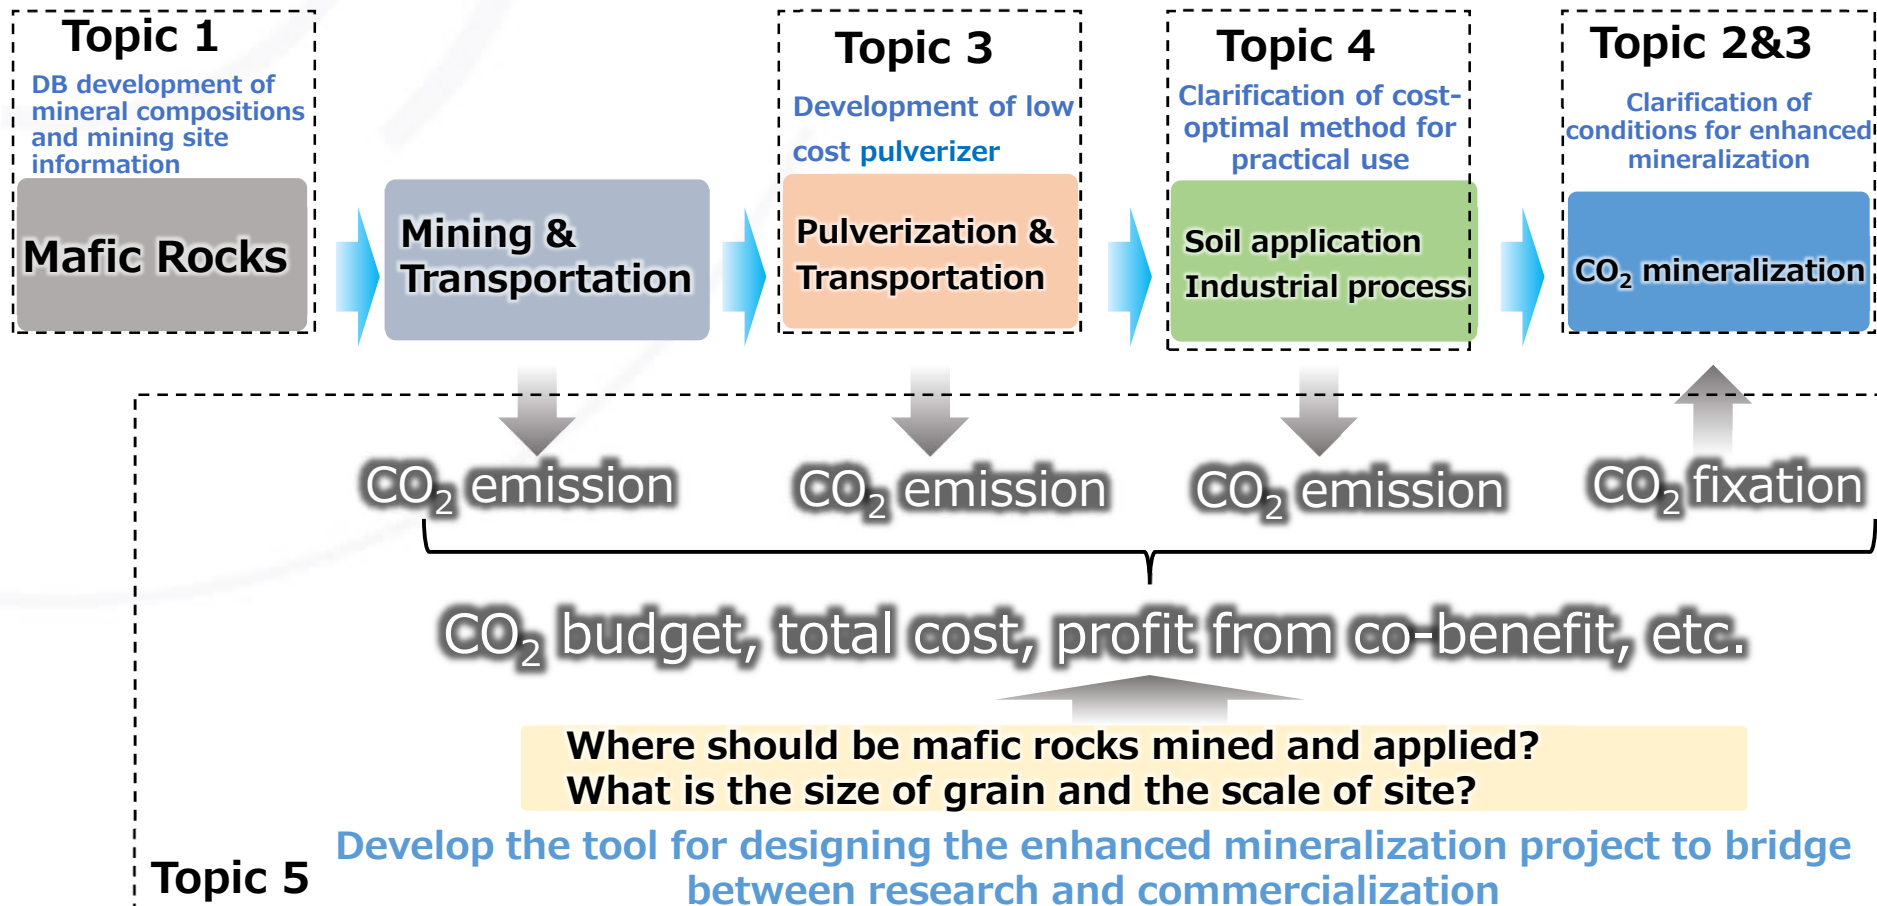 Topic 1
DB development of
mineral compositions
and mining site
information
Mafic Rocks
Mining &
Transportation
Topic 3
Development of low
cost pulverizer
Pulverization &
Transportation
Topic 4
Clarification of cost-
optimal method for
practical use
Soil application
Industrial process
Topic 2&3
Clarification of
conditions for enhanced
mineralization
CO₂ mineralization
CO₂ emission
CO₂ emission
CO₂ emission
CO₂ fixation
CO₂ budget, total cost, profit from co-benefit, etc.
Where should be mafic rocks mined and applied?
What is the size of grain and the scale of site?
Topic 5
Develop the tool for designing the enhanced mineralization project to bridge
between research and commercialization